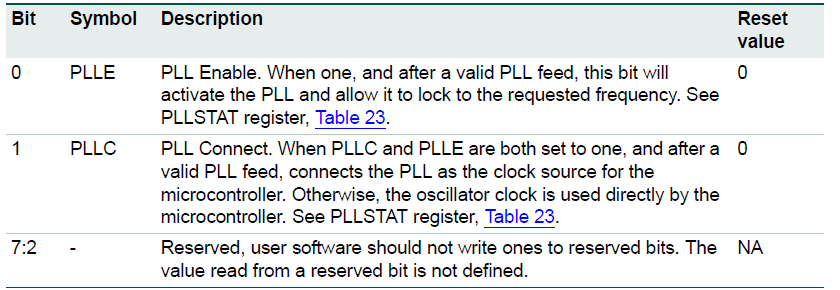 Bit Symbol Description Reset
value
0 PLLE PLL Enable. When one, and after a valid PLL feed, this bit will 0
activate the PLL and allow it to lock to the requested frequency. See
PLLSTAT register, Table 23.
1 PLLC PLL Connect. When PLLC and PLLE are both set to one, and after a 0
valid PLL feed, connects the PLL as the clock source for the
microcontroller. Otherwise, the oscillator clock is used directly by the
microcontroller. See PLLSTAT register, Table 23.
7:2 - Reserved, user software should not write ones to reserved bits. The NA
value read from a reserved bit is not defined.